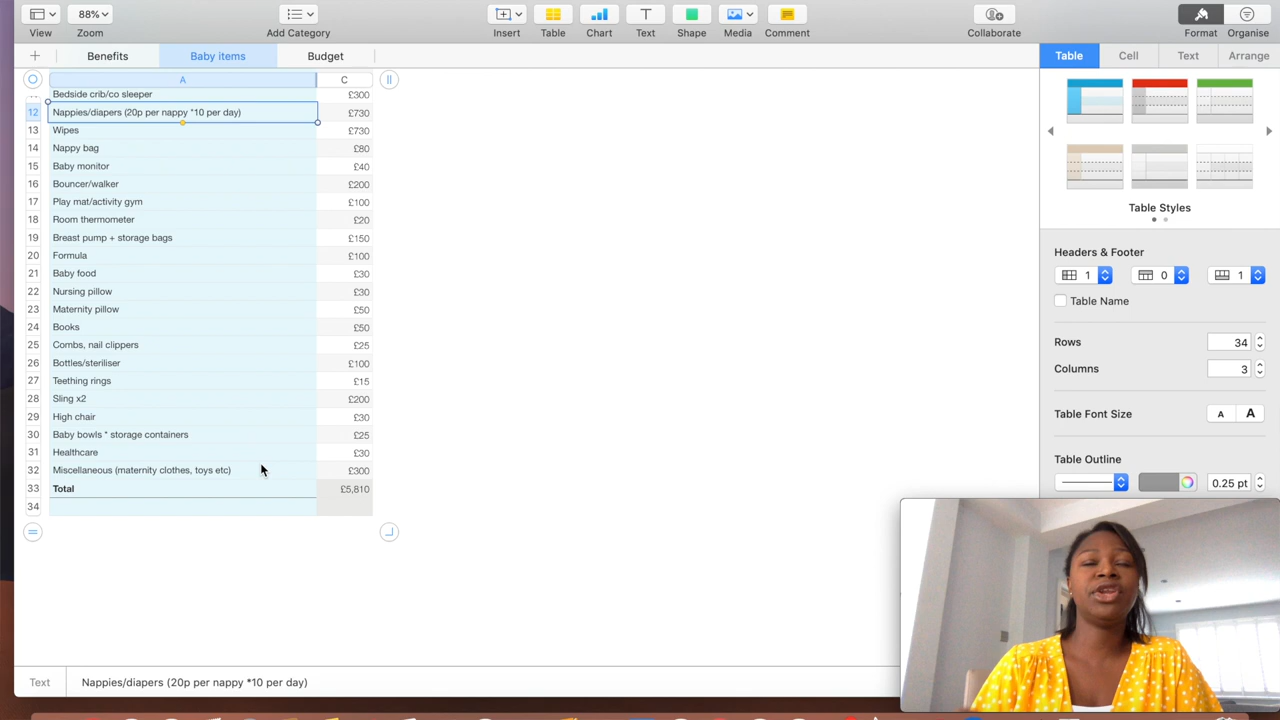 88%
View
Zoom
Add Category
Insert
Table
Chart
Text
Shape
Media
Comment
Collaborate
Format
Organise
Benefits
Baby items
Budget
Table
Cell
Text
Arrange
A
C
Bedside crib/co sleeper £300
12 Nappies/diapers (20p per nappy *10 per day) £730
13 Wipes £730
14 Nappy bag £80
15 Baby monitor £40
16 Bouncer/walker £200
17 Play mat/activity gym £100
18 Room thermometer £20
19 Breast pump + storage bags £150
20 Formula £100
21 Baby food £30
22 Nursing pillow £30
23 Maternity pillow £50
24 Books £50
25 Combs, nail clippers £25
26 Bottles/steriliser £100
27 Teething rings £15
28 Sling x2 £200
29 High chair £30
30 Baby bowls * storage containers £25
31 Healthcare £30
32 Miscellaneous (maternity clothes, toys etc) £300
33 Total £5,810
34
Table Styles
Headers & Footer
1
0
1
Table Name
Rows 34
Columns 3
Table Font Size A A
Table Outline
0.25 pt
Text Nappies/diapers (20p per nappy *10 per day)